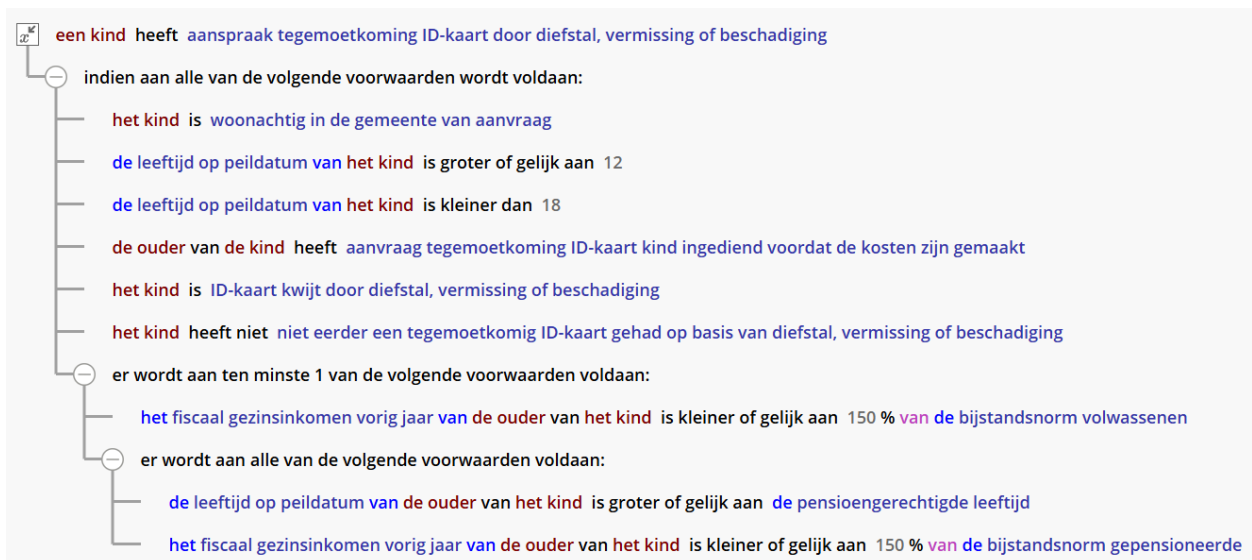 een kind heeft aanspraak tegemoetkoming ID-kaart door diefstal, vermissing of beschadiging
indien aan alle van de volgende voorwaarden wordt voldaan:
het kind is woonachtig in de gemeente van aanvraag
de leeftijd op peildatum van het kind is groter of gelijk aan 12
de leeftijd op peildatum van het kind is kleiner dan 18
de ouder van de kind heeft aanvraag tegemoetkoming ID-kaart kind ingediend voordat de kosten zijn gemaakt
het kind is ID-kaart kwijt door diefstal, vermissing of beschadiging
het kind heeft niet niet eerder een tegemoetkomig ID-kaart gehad op basis van diefstal, vermissing of beschadiging
er wordt aan ten minste 1 van de volgende voorwaarden voldaan:
het fiscaal gezinsinkomen vorig jaar van de ouder van het kind is kleiner of gelijk aan 150 % van de bijstandsnorm volwassenen
er wordt aan alle van de volgende voorwaarden voldaan:
de leeftijd op peildatum van de ouder van het kind is groter of gelijk aan de pensioengerechtigde leeftijd
het fiscaal gezinsinkomen vorig jaar van de ouder van het kind is kleiner of gelijk aan 150 % van de bijstandsnorm gepensioneerde